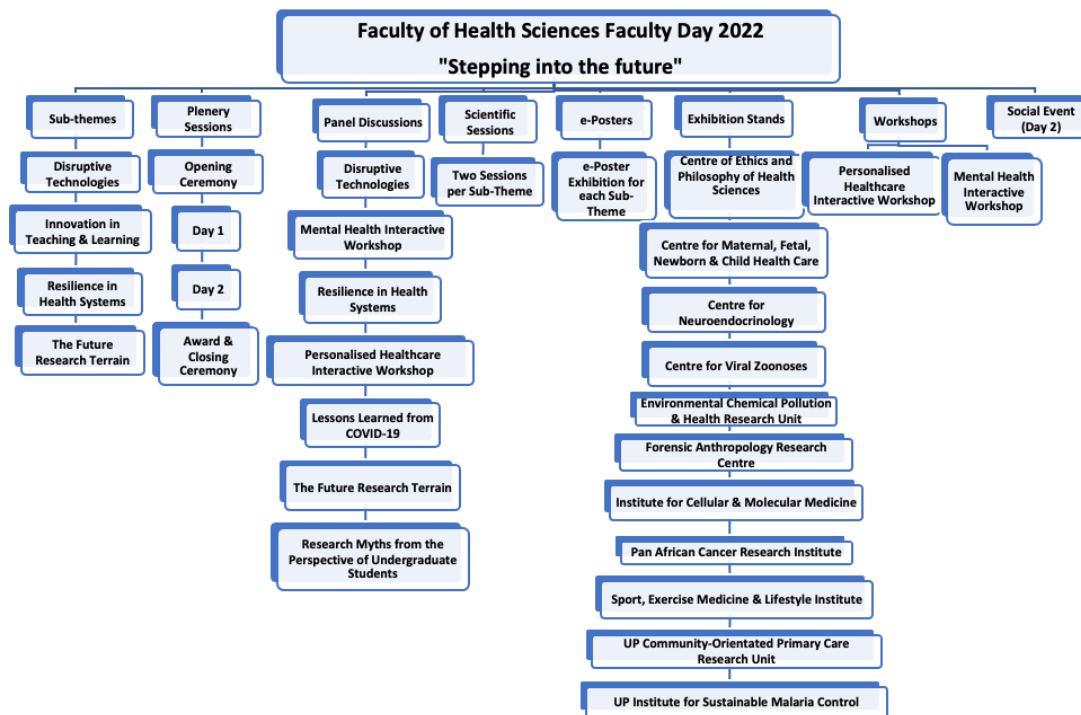 Faculty of Health Sciences Faculty Day 2022
"Stepping into the future"
Sub-themes
Disruptive
Technologies
Innovation in
Teaching & Learning
Resilience in
Health Systems
The Future
Research Terrain
Plenery
Sessions
Opening
Ceremony
Day 1
Day 2
Award &
Closing
Ceremony
Panel Discussions
Disruptive
Technologies
Mental Health Interactive
Workshop
Resilience in Health
Systems
Personalised Healthcare
Interactive Workshop
Lessons Learned from
COVID-19
The Future Research Terrain
Research Myths from the
Perspective of Undergraduate
Students
Scientific
Sessions
Two Sessions
per Sub-Theme
e-Posters
e-Poster
Exhibition for
each Sub-
Theme
Exhibition Stands
Centre of Ethics and
Philosophy of Health
Sciences
Centre for Maternal, Fetal,
Newborn & Child Health Care
Centre for
Neuroendocrinology
Centre for Viral Zoonoses
Environmental Chemical Pollution
& Health Research Unit
Forensic Anthropology Research
Centre
Institute for Cellular & Molecular Medicine
Pan African Cancer Research Institute
Sport, Exercise Medicine & Lifestyle Institute
UP Community-Orientated Primary Care
Research Unit
UP Institute for Sustainable Malaria Control
Workshops
Personalised
Healthcare
Interactive Workshop
Mental Health
Interactive
Workshop
Social Event
(Day 2)